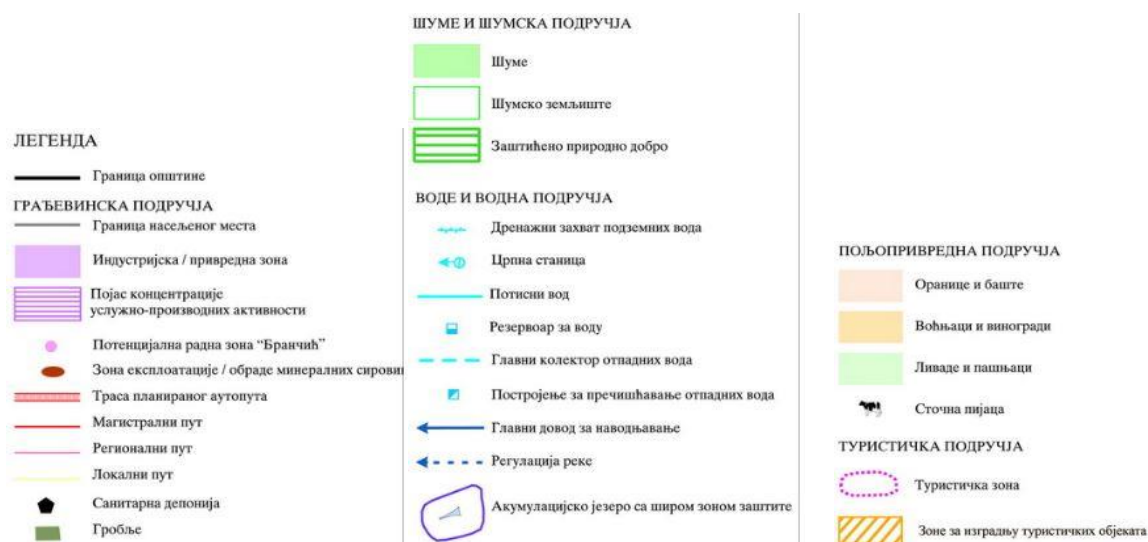 ЛЕГЕНДА
Граница општине
ГРАЂЕВИНСКА ПОДРУЧЈА
Граница насељеног места
Индустријска / привредна зона
Појас концентрације
услужно-производних активности
Потенцијална радна зона “Бранчић”
Зона експлоатације / обраде минералних сировин
Траса планираног аутопута
Магистрални пут
Регионални пут
Локални пут
Санитарна депонија
Гробље
ШУМЕ И ШУМСКА ПОДРУЧЈА
Шуме
Шумско земљиште
Заштићено природно добро
ВОДЕ И ВОДНА ПОДРУЧЈА
Дренажни захват подземних вода
Црпна станица
Потисни вод
Резервоар за воду
Главни колектор отпадних вода
Постројење за пречишћавање отпадних вода
Главни довод за наводњавање
Регулација реке
Акумулацијско језеро са широм зоном заштите
ПОЉОПРИВРЕДНА ПОДРУЧЈА
Оранице и баште
Воћњаци и виногради
Ливаде и пашњаци
Сточна пијаца
ТУРИСТИЧКА ПОДРУЧЈА
Туристичка зона
Зоне за изградњу туристичких објеката